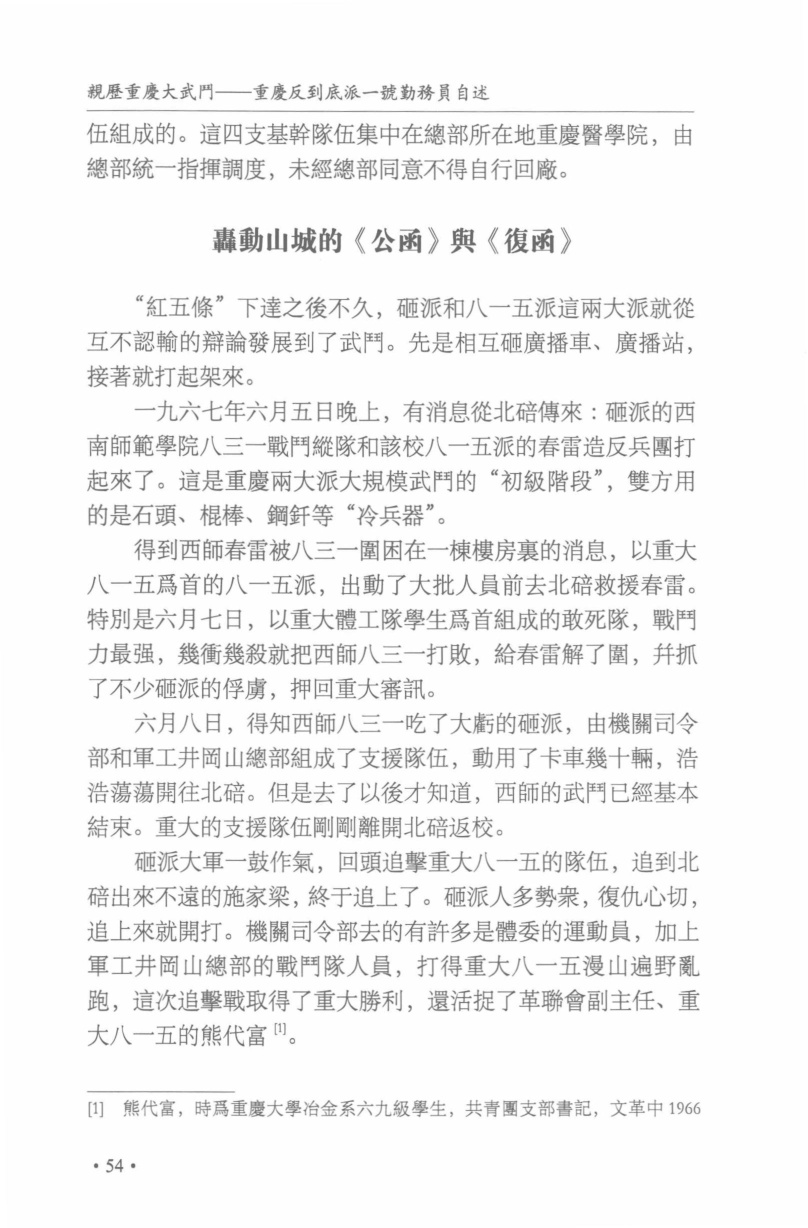 親歷重慶大武鬥——重慶反到底派一號勤務員自述
伍組成的。這四支基幹隊伍集中在總部所在地重慶醫學院，由
總部統一指揮調度，未經總部同意不得自行回廠。
轟動山城的《公函》與《復函》
“紅五條”下達之後不久，砸派和八一五派這兩大派就從
互不認輸的辯論發展到了武鬥。先是相互砸廣播車、廣播站，
接著就打起架來。
一九六七年六月五日晚上，有消息從北碚傳來：砸派的西
南師範學院八三一戰鬥縱隊和該校八一五派的春雷造反兵團打
起來了。這是重慶兩大派大規模武鬥的“初級階段”，雙方用
的是石頭、棍棒、鋼釬等“冷兵器”。
得到西師春雷被八三一圍困在一棟樓房裏的消息，以重大
八一五爲首的八一五派，出動了大批人員前去北碚救援春雷。
特別是六月七日，以重大體工隊學生爲首組成的敢死隊，戰鬥
力最强，幾衝幾殺就把西師八三一打敗，給春雷解了圍，幷抓
了不少砸派的俘虜，押回重大審訊。
六月八日，得知西師八三一吃了大虧的砸派，由機關司令
部和軍工井岡山總部組成了支援隊伍，動用了卡車幾十輛，浩
浩蕩蕩開往北碚。但是去了以後才知道，西師的武鬥已經基本
結束。重大的支援隊伍剛剛離開北碚返校。
砸派大軍一鼓作氣，回頭追擊重大八一五的隊伍，追到北
碚出來不遠的施家梁，終于追上了。砸派人多勢衆，復仇心切，
追上來就開打。機關司令部去的有許多是體委的運動員，加上
軍工井岡山總部的戰鬥隊人員，打得重大八一五漫山遍野亂
跑，這次追擊戰取得了重大勝利，還活捉了革聯會副主任、重
大八一五的熊代富[1]。
[1] 熊代富，時爲重慶大學冶金系六九級學生，共青團支部書記，文革中1966
• 54 •